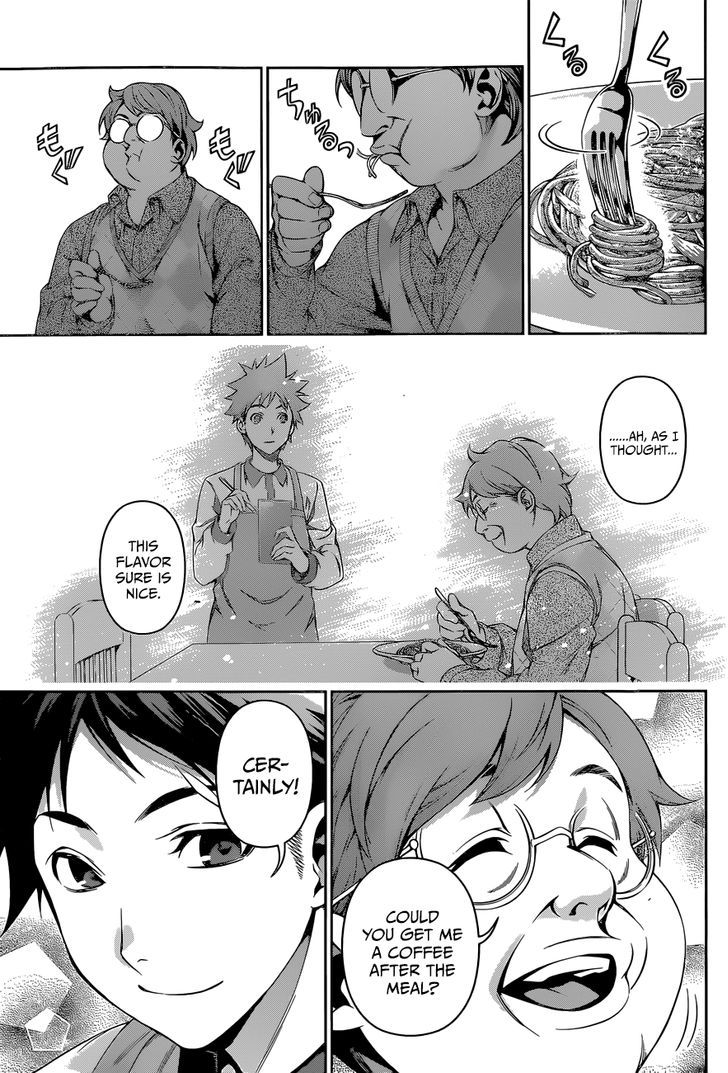 くる
くる
ちゅるっ
もぐ
もぐ
......AH, AS I
THOUGHT...
THIS
FLAVOR
SURE IS
NICE.
COULD
YOU GET ME
A COFFEE
AFTER THE
MEAL?
CER-
TAINLY!